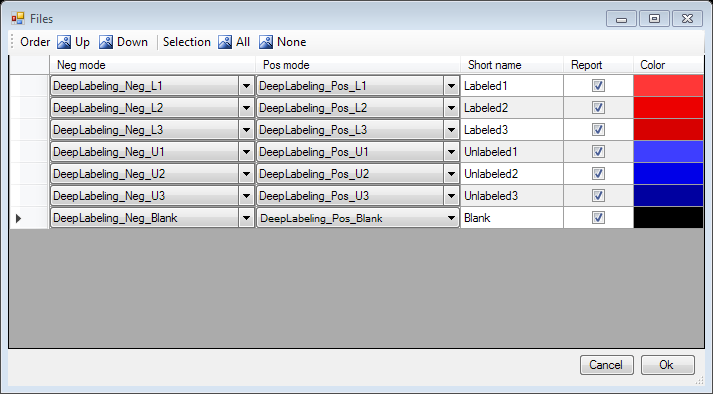 Files
Order Up Down Selection All None
Neg mode Pos mode Short name Report Color
DeepLabeling_Neg_L1 DeepLabeling_Pos_L1 Labeled1
DeepLabeling_Neg_L2 DeepLabeling_Pos_L2 Labeled2
DeepLabeling_Neg_L3 DeepLabeling_Pos_L3 Labeled3
DeepLabeling_Neg_U1 DeepLabeling_Pos_U1 Unlabeled1
DeepLabeling_Neg_U2 DeepLabeling_Pos_U2 Unlabeled2
DeepLabeling_Neg_U3 DeepLabeling_Pos_U3 Unlabeled3
DeepLabeling_Neg_Blank DeepLabeling_Pos_Blank Blank
Cancel Ok